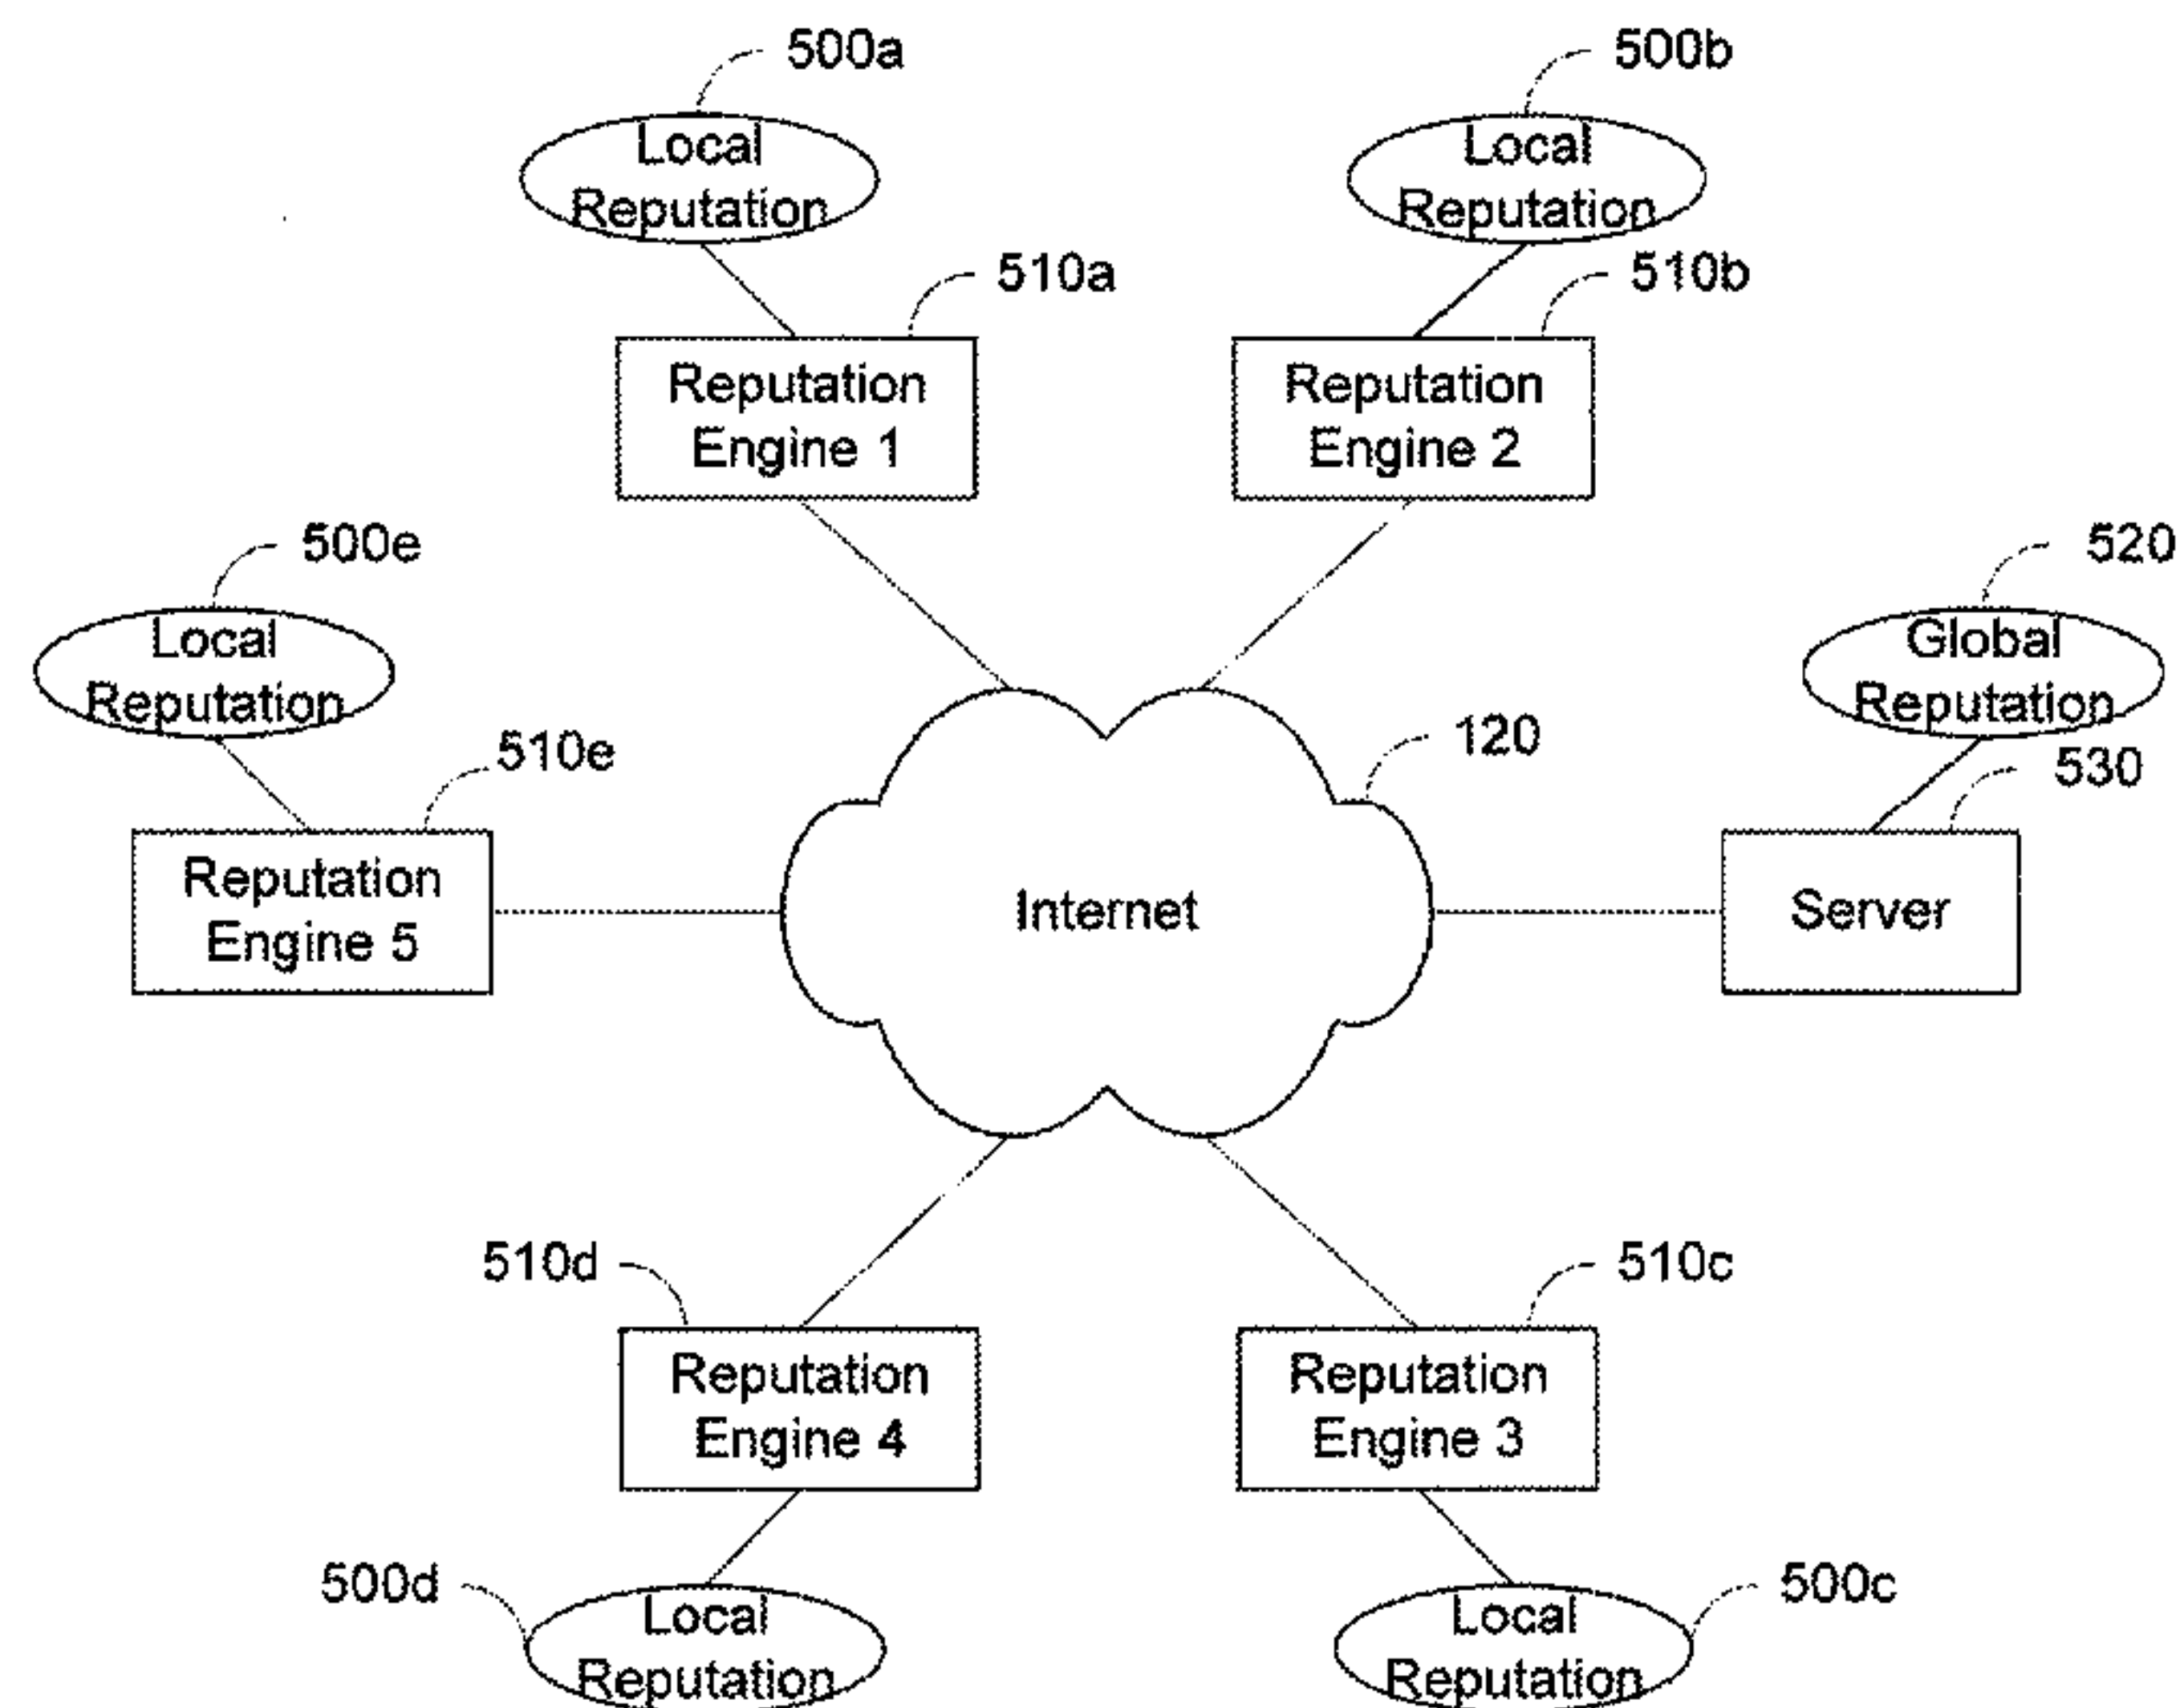 500a
500b
Local
Reputation
Local
Reputation
510a
510b
Reputation
Engine 1
Reputation
Engine 2
500e
520
Local
Reputation
Global
Reputation
120
510e
530
Reputation
Engine 5
Internet
Server
510d
510c
Reputation
Engine 4
Reputation
Engine 3
500d
500c
Local
Reputation
Local
Reputation